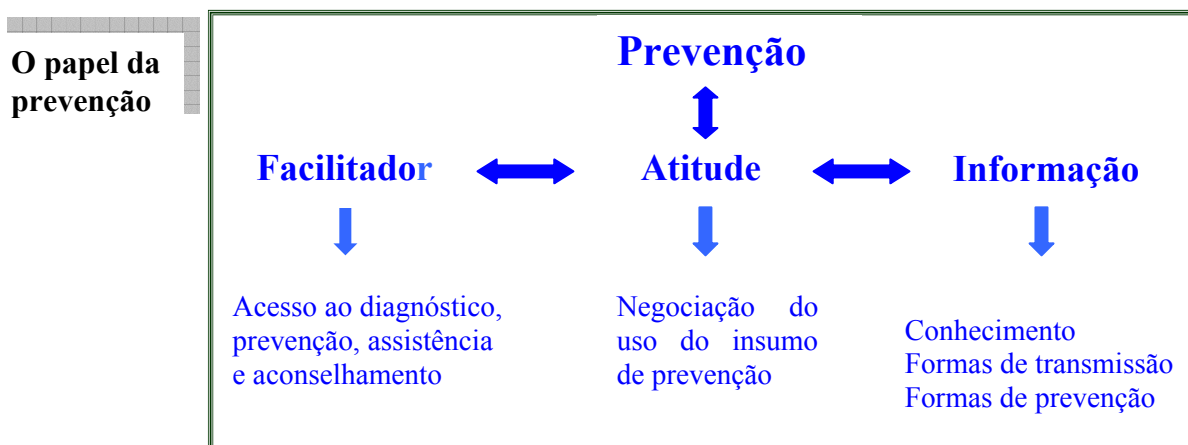 O papel da
prevenção
Prevenção
Facilitador
Atitude
Informação
Acesso ao diagnóstico,
prevenção, assistência
e aconselhamento
Negociação do
uso do insumo
de prevenção
Conhecimento
Formas de transmissão
Formas de prevenção